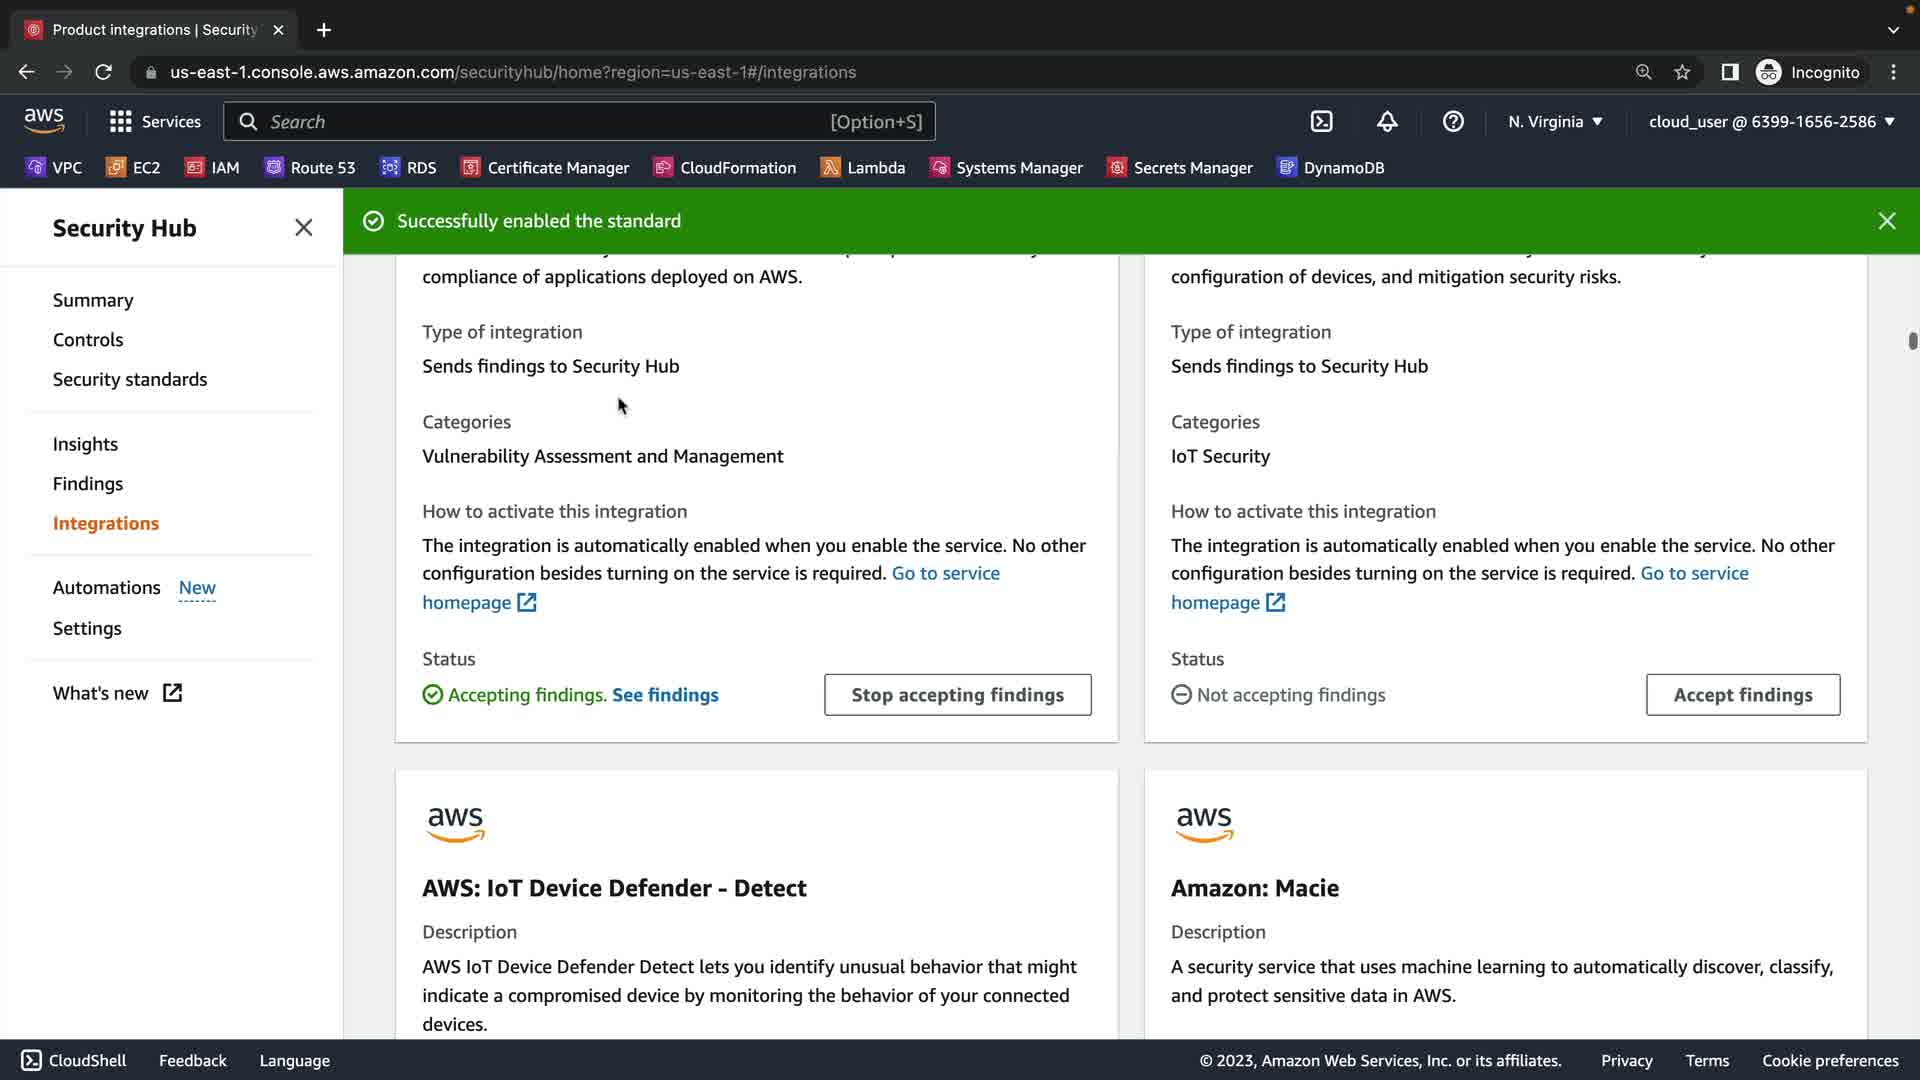 Product integrations | Security
us-east-1.console.aws.amazon.com/securityhub/home?region=us-east-1#/integrations
Incognito
aws
Services
Search
[Option+S]
N. Virginia
cloud_user @ 6399-1656-2586
VPC
EC2
IAM
Route 53
RDS
Certificate Manager
CloudFormation
Lambda
Systems Manager
Secrets Manager
DynamoDB
Security Hub
Successfully enabled the standard
Summary
Controls
Security standards
Insights
Findings
Integrations
Automations New
Settings
What's new
compliance of applications deployed on AWS.
Type of integration
Sends findings to Security Hub
Categories
Vulnerability Assessment and Management
How to activate this integration
The integration is automatically enabled when you enable the service. No other
configuration besides turning on the service is required. Go to service
homepage
Status
Accepting findings. See findings
Stop accepting findings
configuration of devices, and mitigation security risks.
Type of integration
Sends findings to Security Hub
Categories
IoT Security
How to activate this integration
The integration is automatically enabled when you enable the service. No other
configuration besides turning on the service is required. Go to service
homepage
Status
Not accepting findings
Accept findings
aws
AWS: IoT Device Defender - Detect
Description
AWS IoT Device Defender Detect lets you identify unusual behavior that might
indicate a compromised device by monitoring the behavior of your connected
devices.
aws
Amazon: Macie
Description
A security service that uses machine learning to automatically discover, classify,
and protect sensitive data in AWS.
CloudShell
Feedback
Language
© 2023, Amazon Web Services, Inc. or its affiliates.
Privacy
Terms
Cookie preferences